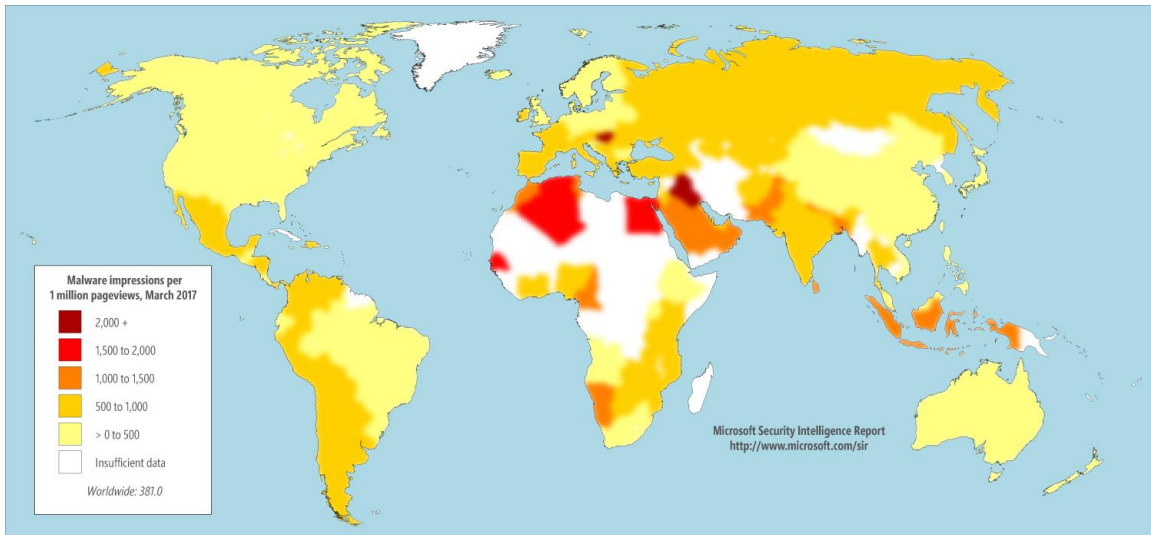 Malware impressions per
1 million pageviews, March 2017
2,000 +
1,500 to 2,000
1,000 to 1,500
500 to 1,000
> 0 to 500
Insufficient data
Worldwide: 381.0
Microsoft Security Intelligence Report
http://www.microsoft.com/sir